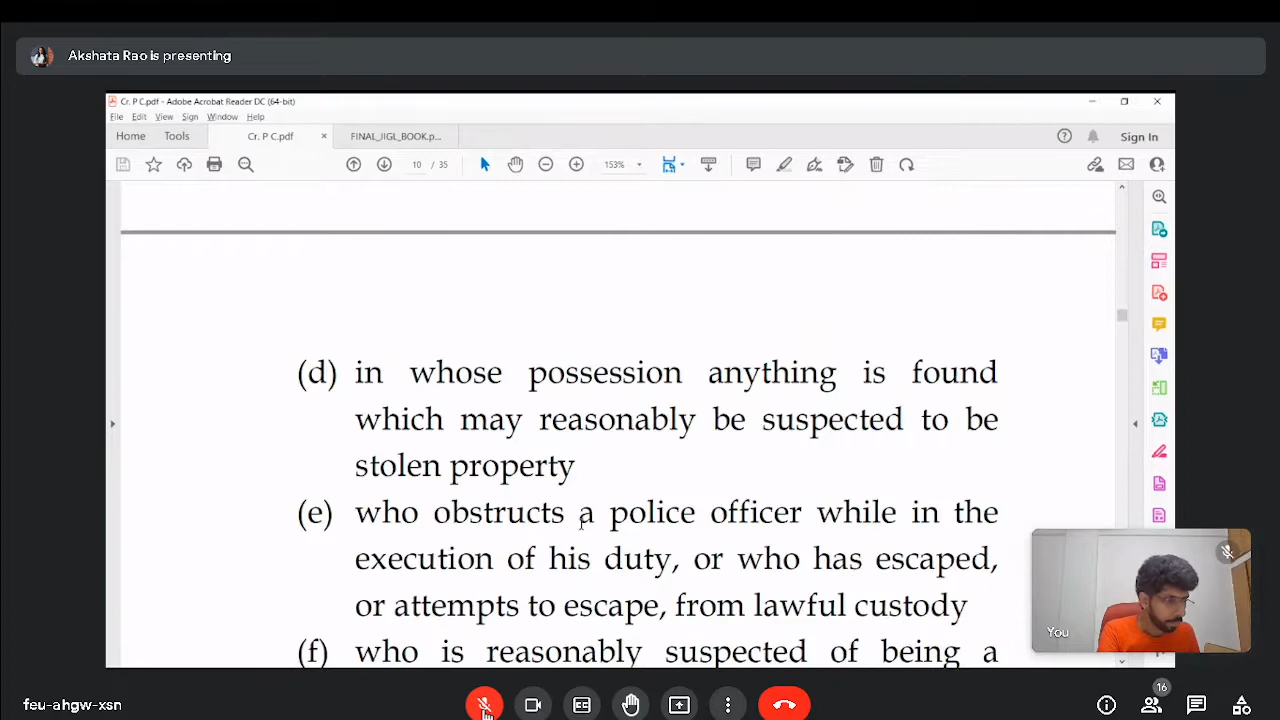 Akshata Rao is presenting
Cr. P C.pdf - Adobe Acrobat Reader DC (64-bit)
File Edit View Sign Window Help
Home Tools Cr. P C.pdf × FINAL_IIGL_BOOK.p... Sign In
10 / 35 153%
(d) in whose possession anything is found
which may reasonably be suspected to be
stolen property
(e) who obstructs a police officer while in the
execution of his duty, or who has escaped,
or attempts to escape, from lawful custody
(f) who is reasonably suspected of being a
You
feu-ahgw-xsn
16